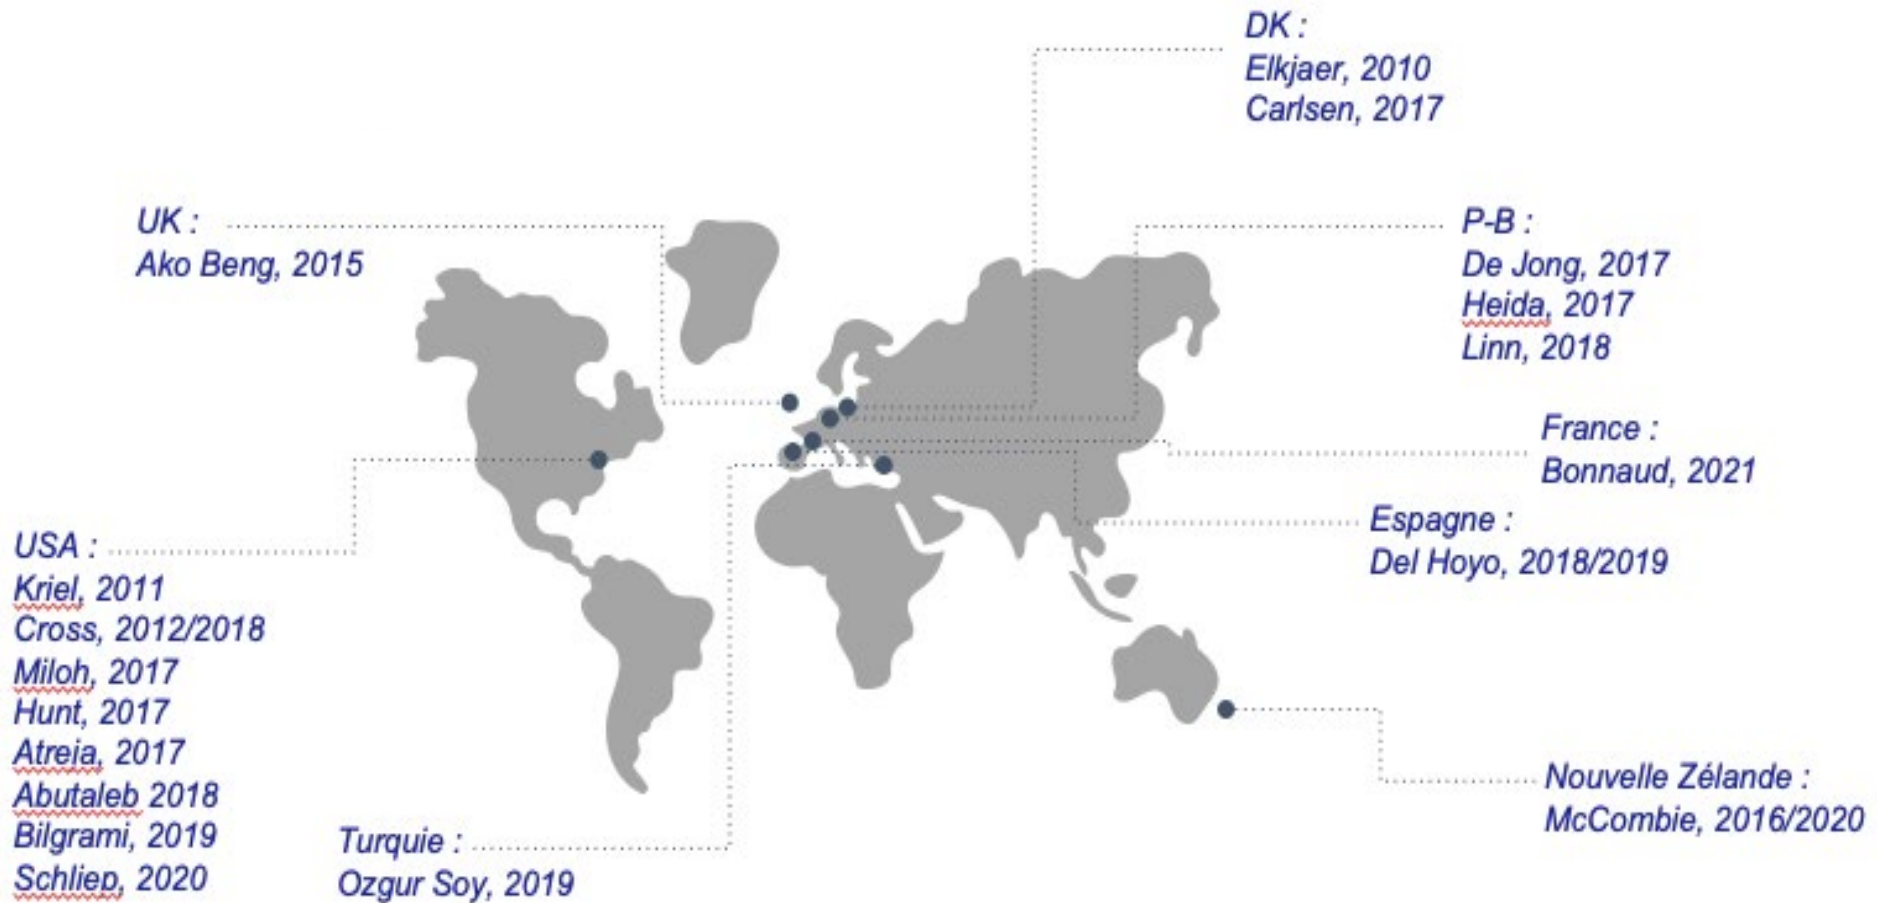 DK :
Elkjaer, 2010
Carlsen, 2017
UK :
Ako Beng, 2015
P-B :
De Jong, 2017
Heida, 2017
Linn, 2018
France :
Bonnaud, 2021
Espagne :
Del Hoyo, 2018/2019
USA :
Kriel, 2011
Cross, 2012/2018
Miloh, 2017
Hunt, 2017
Atreia, 2017
Abutaleb 2018
Bilgrami, 2019
Schliep, 2020
Turquie :
Ozgur Soy, 2019
Nouvelle Zélande :
McCombie, 2016/2020